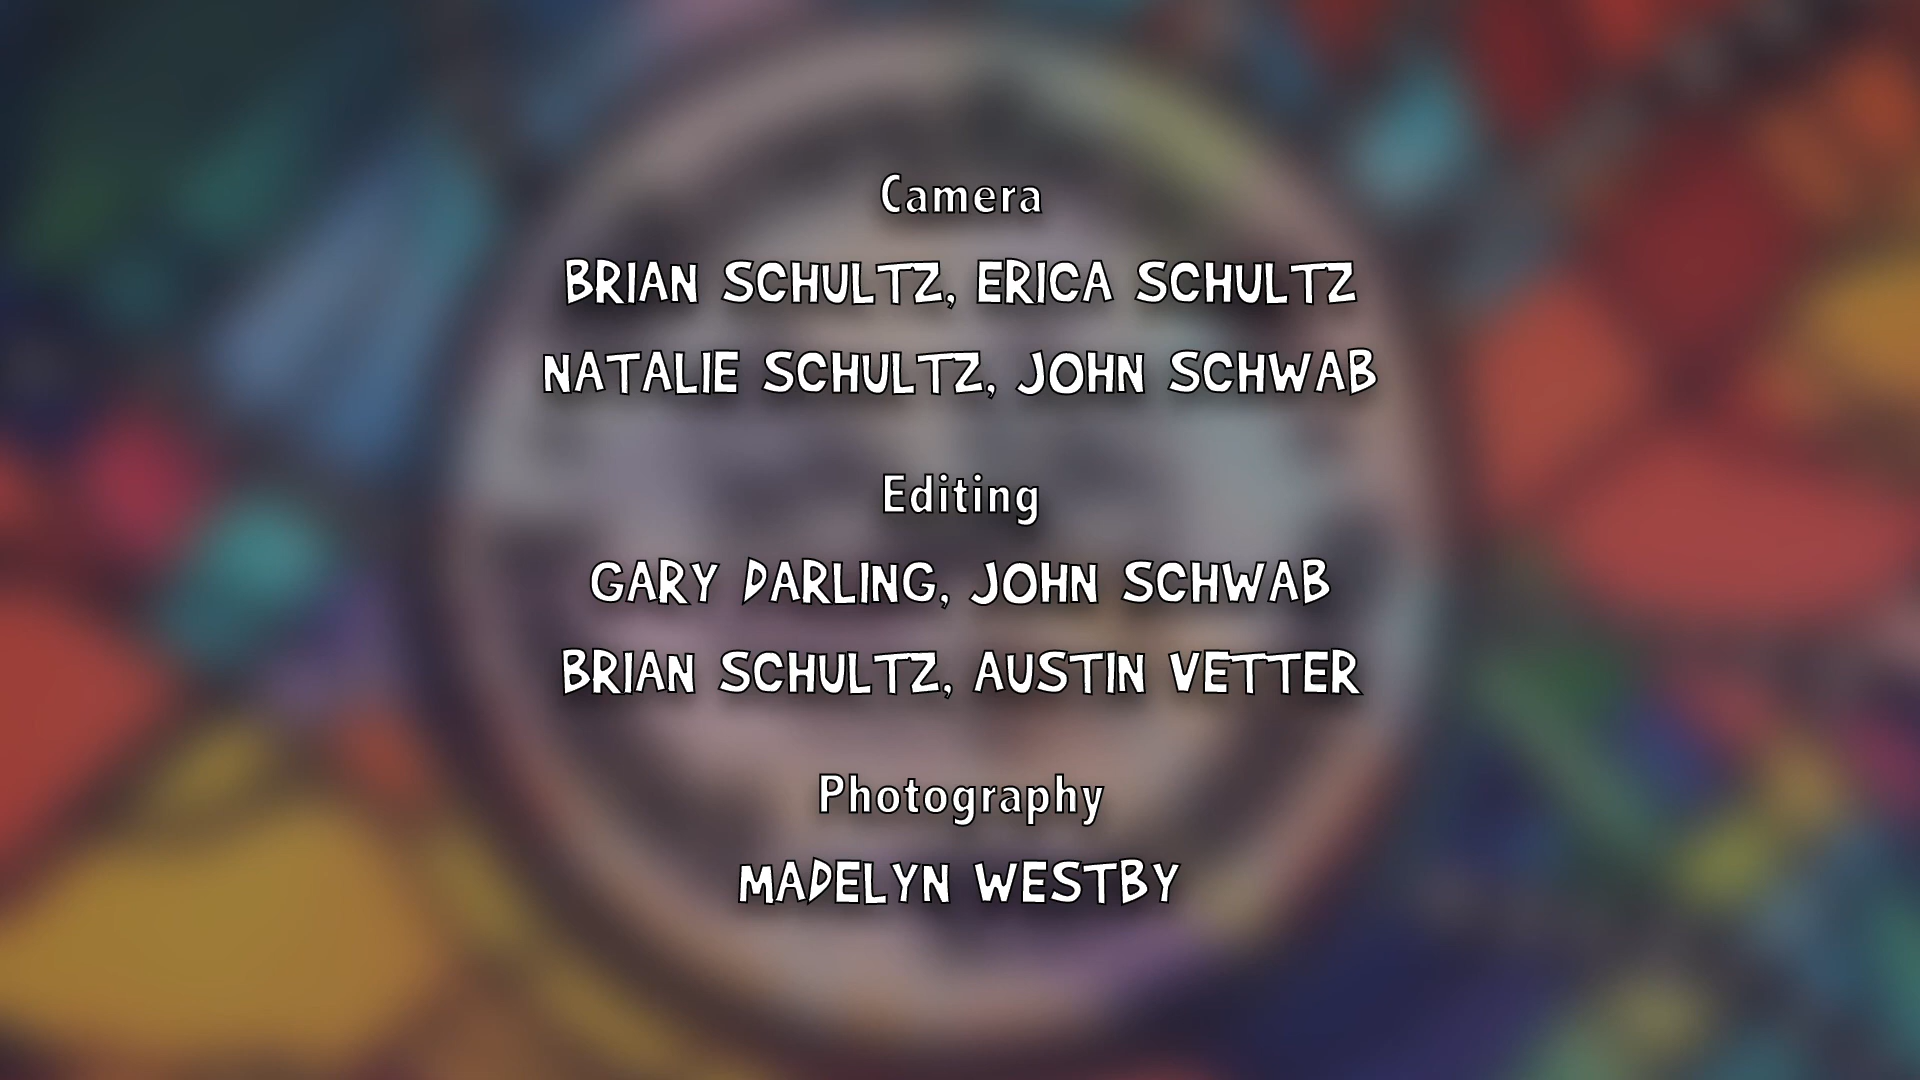 Camera
BRIAN SCHULTZ, ERICA SCHULTZ
NATALIE SCHULTZ, JOHN SCHWAB
Editing
GARY DARLING, JOHN SCHWAB
BRIAN SCHULTZ, AUSTIN VETTER
Photography
MADELYN WESTBY